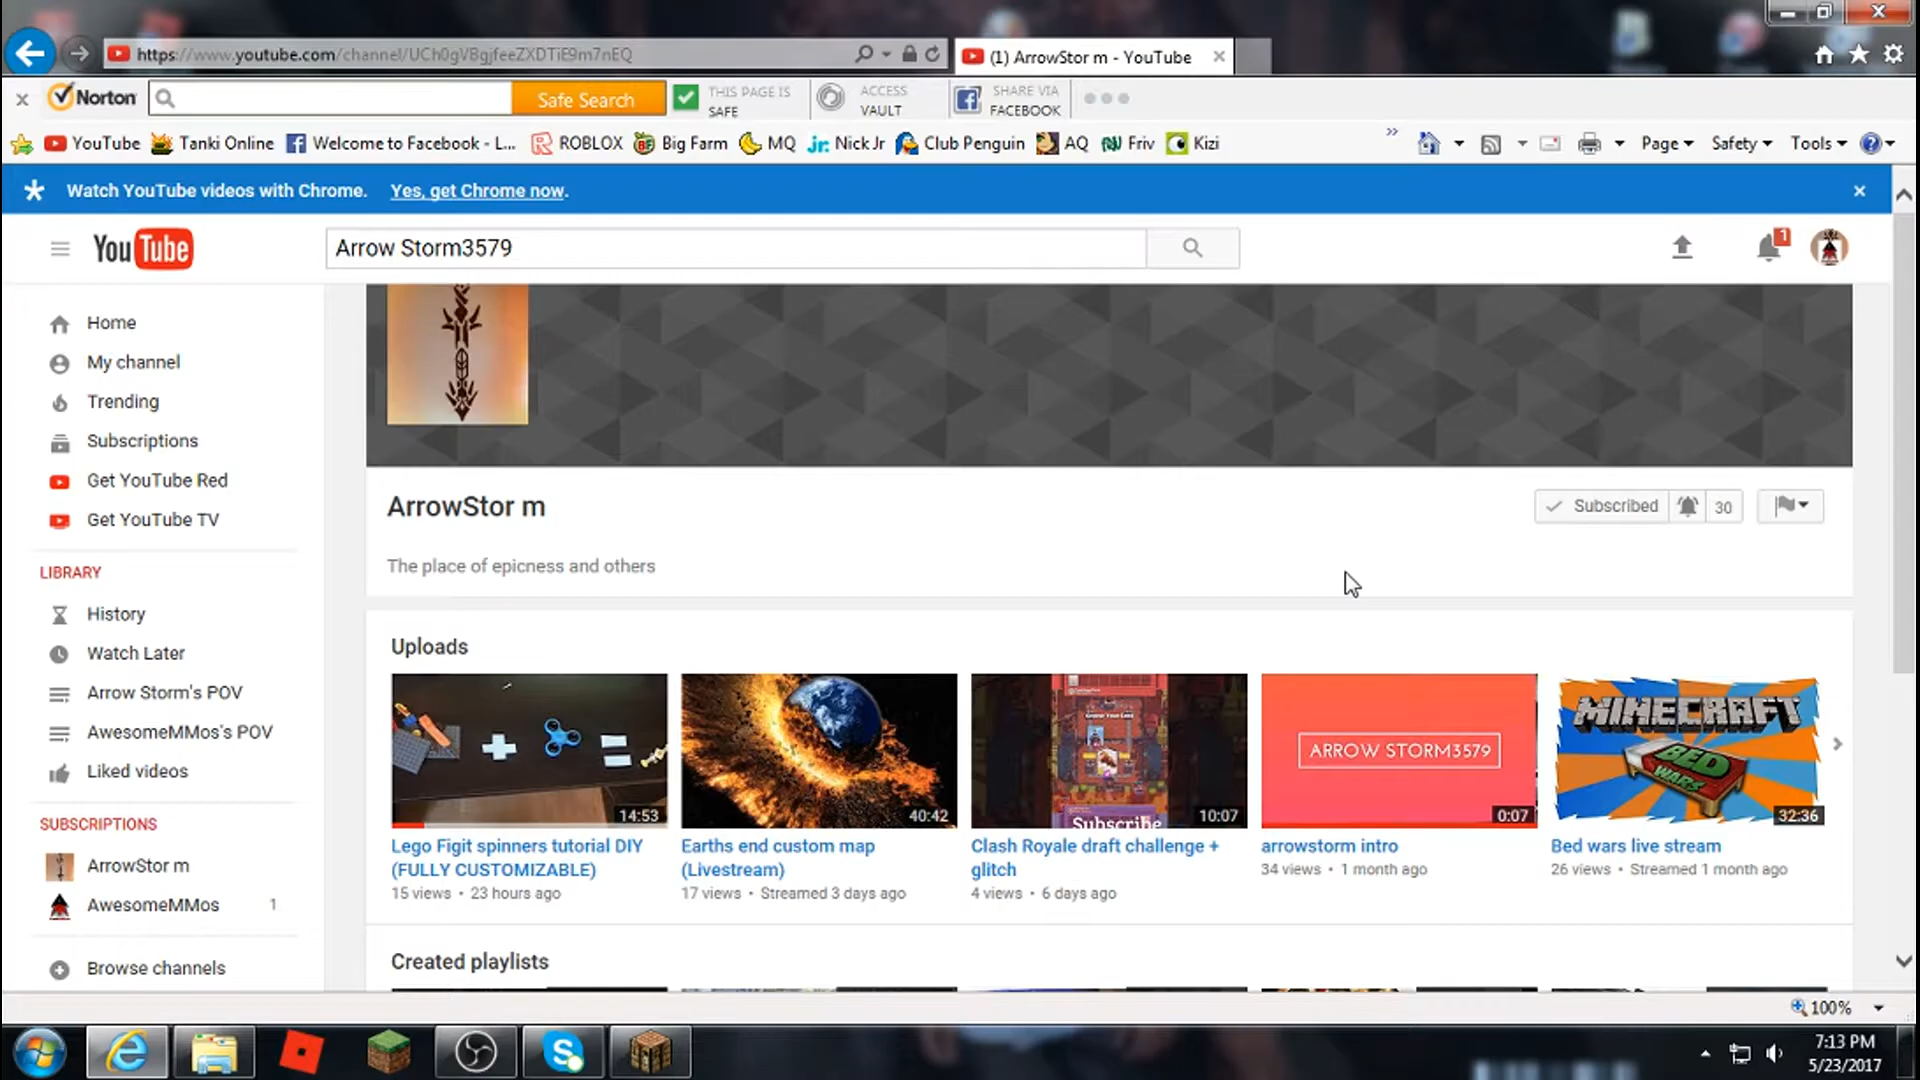 https://www.youtube.com/channel/UCh0gVBgjfeeZXDTiE9m7nEQ
(1) ArrowStor m - YouTube
Norton
Safe Search
THIS PAGE IS
SAFE
ACCESS
VAULT
SHARE VIA
FACEBOOK
YouTube
Tanki Online
Welcome to Facebook - L...
ROBLOX
Big Farm
MQ
Nick Jr
Club Penguin
AQ
Friv
Kizi
Page
Safety
Tools
Watch YouTube videos with Chrome. Yes, get Chrome now.
YouTube
Arrow Storm3579
1
Home
My channel
Trending
Subscriptions
Get YouTube Red
Get YouTube TV
LIBRARY
History
Watch Later
Arrow Storm's POV
AwesomeMMos's POV
Liked videos
SUBSCRIPTIONS
ArrowStor m
AwesomeMMos 1
Browse channels
ArrowStor m
Subscribed 30
The place of epicness and others
Uploads
14:53
Lego Figit spinners tutorial DIY
(FULLY CUSTOMIZABLE)
15 views • 23 hours ago
40:42
Earths end custom map
(Livestream)
17 views • Streamed 3 days ago
Subscribe
10:07
Clash Royale draft challenge +
glitch
4 views • 6 days ago
ARROW STORM3579
0:07
arrowstorm intro
34 views • 1 month ago
MINECRAFT
BED
WARS
32:36
Bed wars live stream
26 views • Streamed 1 month ago
Created playlists
100%
7:13 PM
5/23/2017